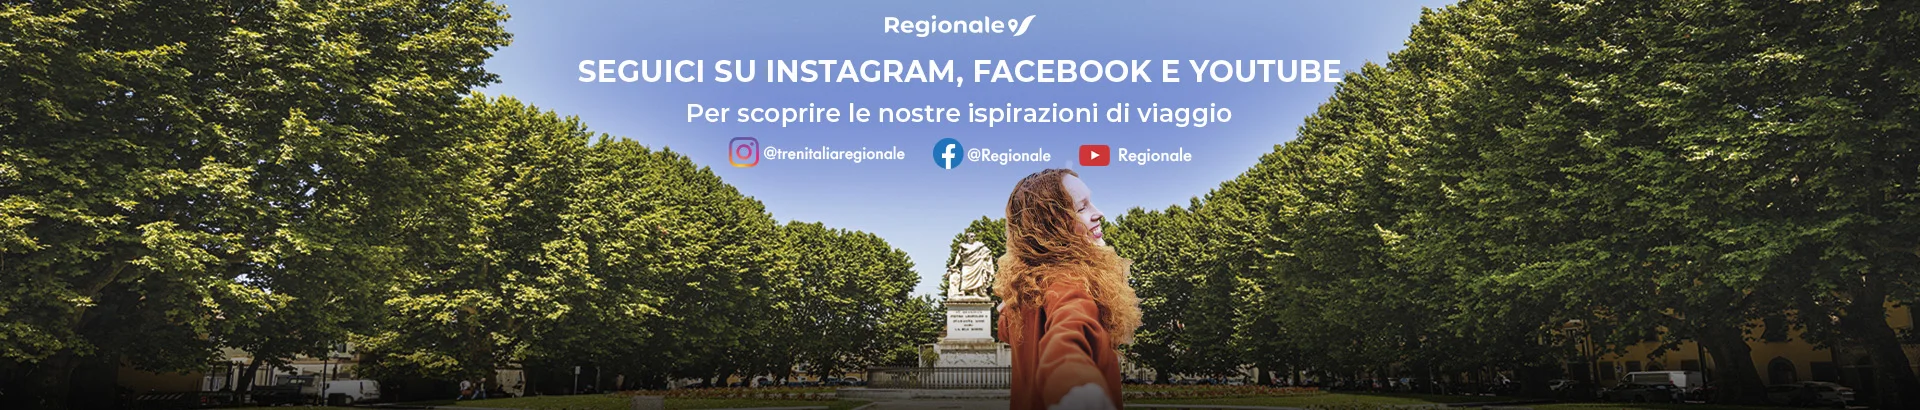 Regionale
SEGUICI SU INSTAGRAM, FACEBOOK E YOUTUBE
Per scoprire le nostre ispirazioni di viaggio
@trenitaliaregionale @Regionale Regionale